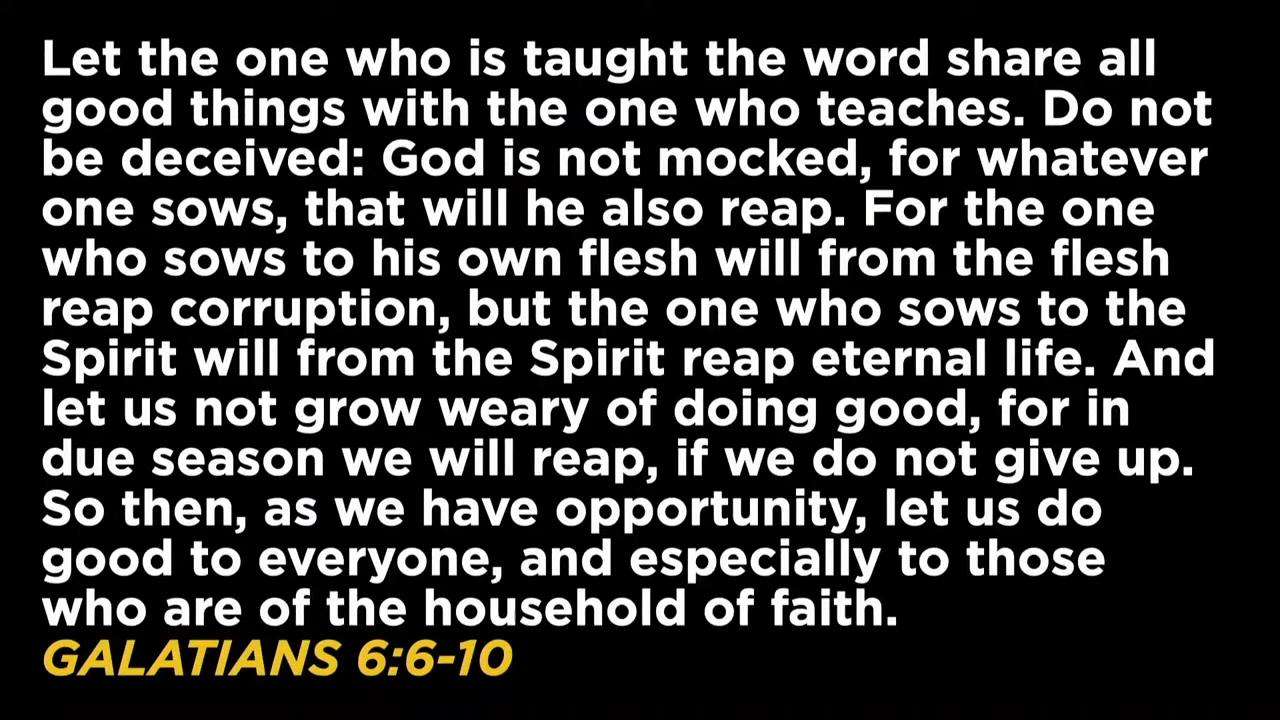 Let the one who is taught the word share all
good things with the one who teaches. Do not
be deceived: God is not mocked, for whatever
one sows, that will he also reap. For the one
who sows to his own flesh will from the flesh
reap corruption, but the one who sows to the
Spirit will from the Spirit reap eternal life. And
let us not grow weary of doing good, for in
due season we will reap, if we do not give up.
So then, as we have opportunity, let us do
good to everyone, and especially to those
who are of the household of faith.
GALATIANS 6:6-10